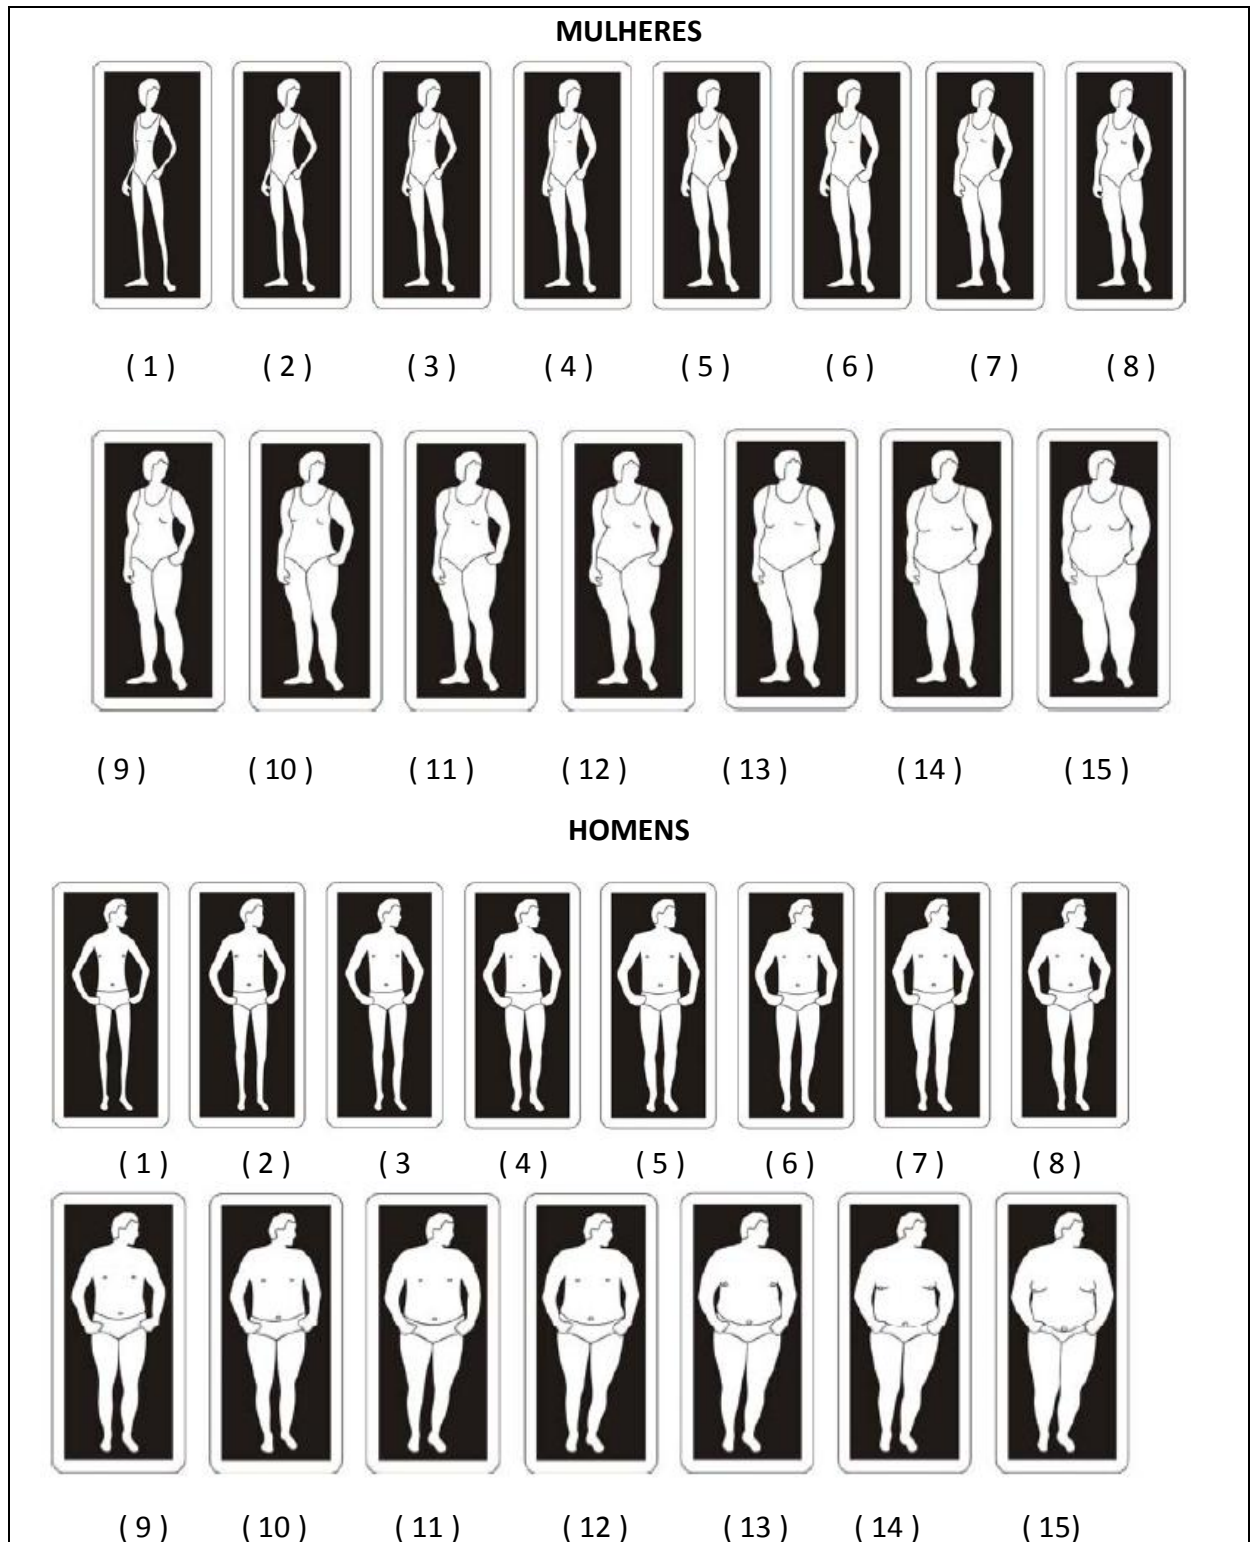 MULHERES
( 1 ) ( 2 ) ( 3 ) ( 4 ) ( 5 ) ( 6 ) ( 7 ) ( 8 )
( 9 ) ( 10 ) ( 11 ) ( 12 ) ( 13 ) ( 14 ) ( 15 )
HOMENS
( 1 ) ( 2 ) ( 3 ( 4 ) ( 5 ) ( 6 ) ( 7 ) ( 8 )
( 9 ) ( 10 ) ( 11 ) ( 12 ) ( 13 ) ( 14 ) ( 15)